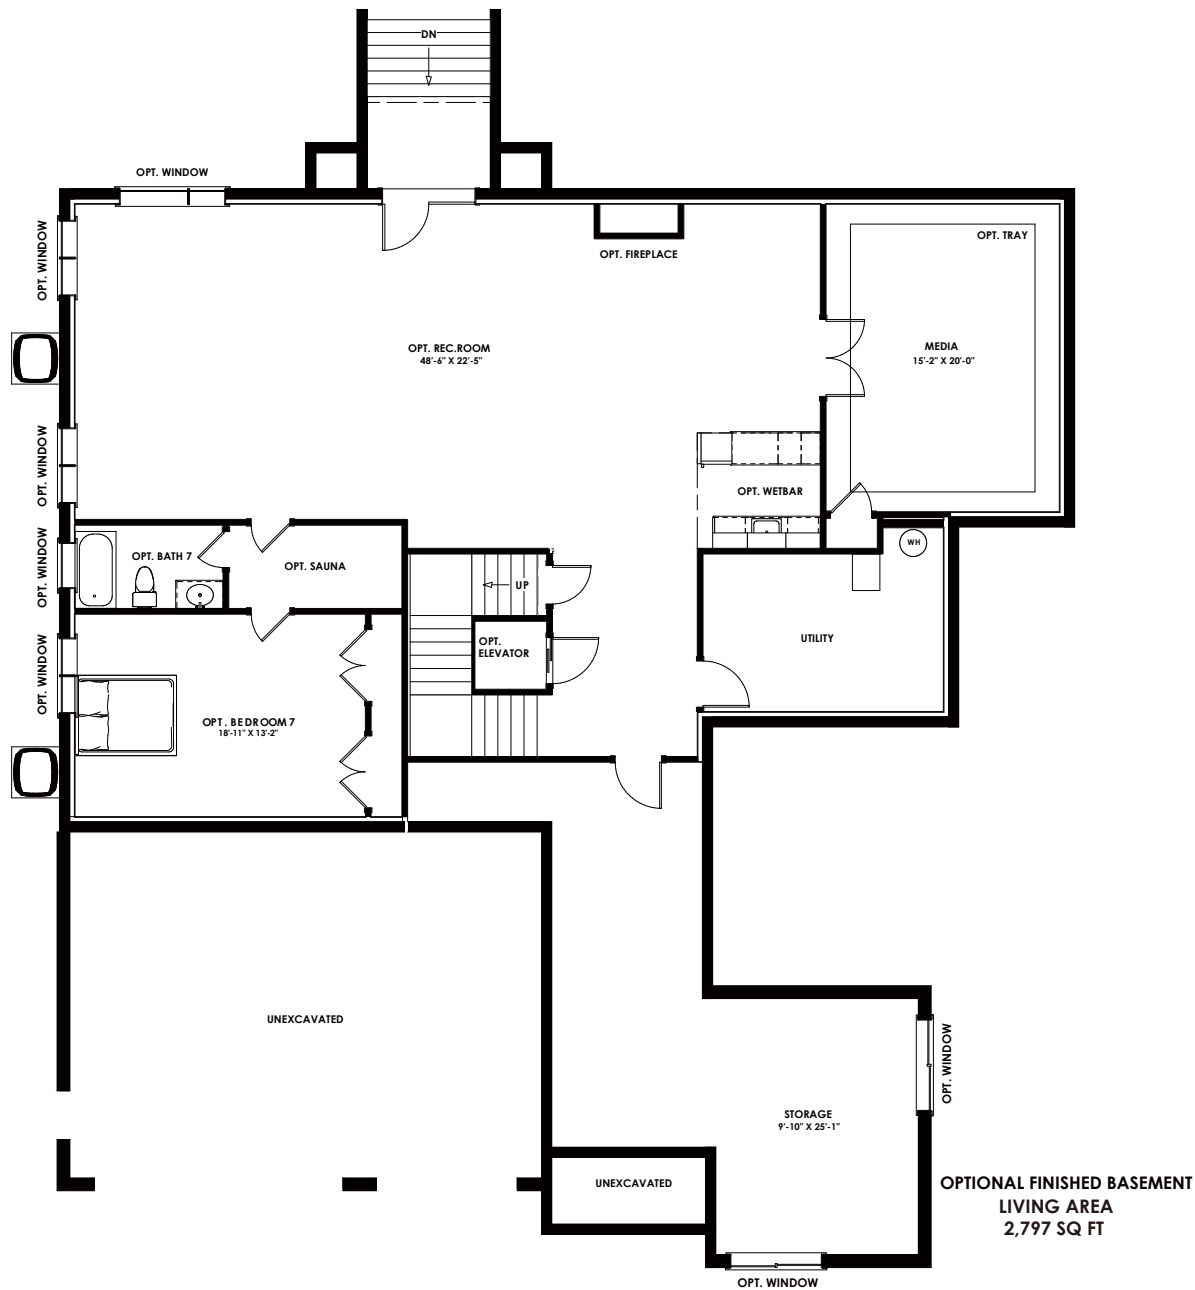 DN
OPT. WINDOW
OPT. WINDOW
OPT. TRAY
OPT. FIREPLACE
OPT. REC.ROOM
48'-6" X 22'-5"
MEDIA
15'-2" X 20'-0"
OPT. WINDOW
OPT. WETBAR
OPT. WINDOW
OPT. BATH 7
OPT. SAUNA
UP
WH
OPT.
ELEVATOR
UTILITY
OPT. WINDOW
OPT. BEDROOM 7
18'-11" X 13'-2"
UNEXCAVATED
OPT. WINDOW
STORAGE
9'-10" X 25'-1"
UNEXCAVATED
OPTIONAL FINISHED BASEMENT
LIVING AREA
2,797 SQ FT
OPT. WINDOW